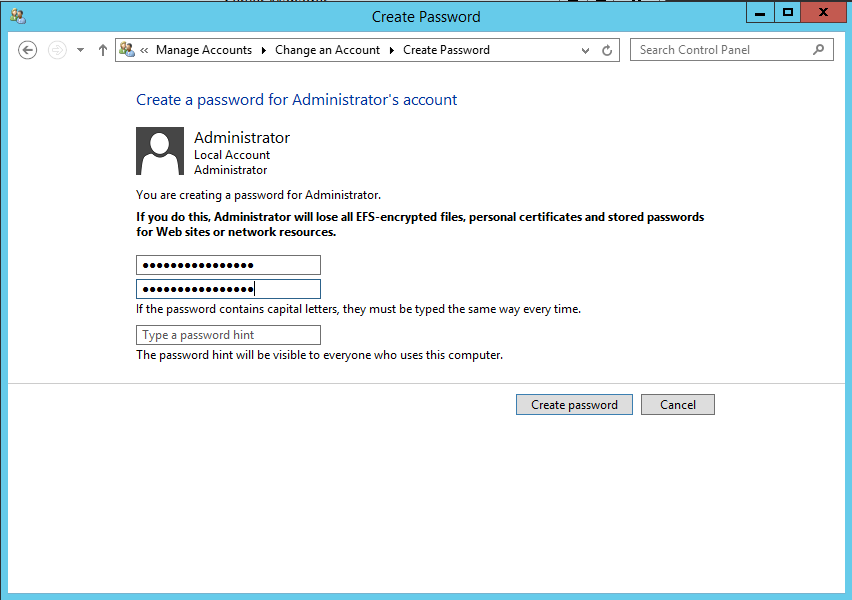 Create Password
« Manage Accounts ▸ Change an Account ▸ Create Password
Search Control Panel
Create a password for Administrator's account
Administrator
Local Account
Administrator
You are creating a password for Administrator.
If you do this, Administrator will lose all EFS-encrypted files, personal certificates and stored passwords
for Web sites or network resources.
●●●●●●●●●●●●●●●●
●●●●●●●●●●●●●●●●
If the password contains capital letters, they must be typed the same way every time.
Type a password hint
The password hint will be visible to everyone who uses this computer.
Create password
Cancel